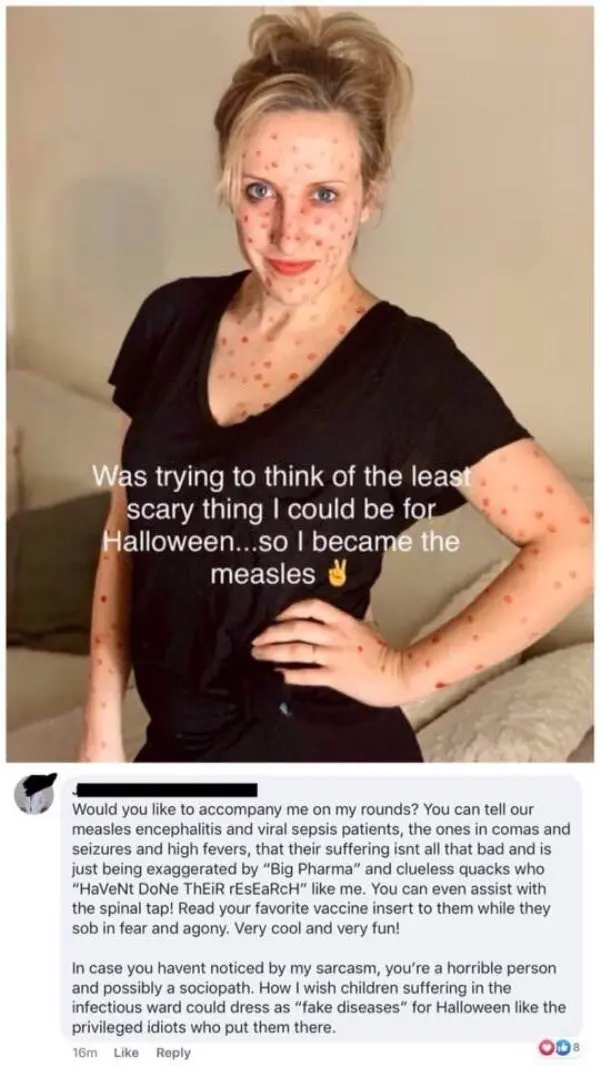 Was trying to think of the least
scary thing I could be for
Halloween...so I became the
measles ✌️
Would you like to accompany me on my rounds? You can tell our
measles encephalitis and viral sepsis patients, the ones in comas and
seizures and high fevers, that their suffering isnt all that bad and is
just being exaggerated by “Big Pharma” and clueless quacks who
“HaVeNt DoNe ThEiR rEsEaRcH” like me. You can even assist with
the spinal tap! Read your favorite vaccine insert to them while they
sob in fear and agony. Very cool and very fun!
In case you havent noticed by my sarcasm, you’re a horrible person
and possibly a sociopath. How I wish children suffering in the
infectious ward could dress as “fake diseases” for Halloween like the
privileged idiots who put them there.
16m Like Reply
8